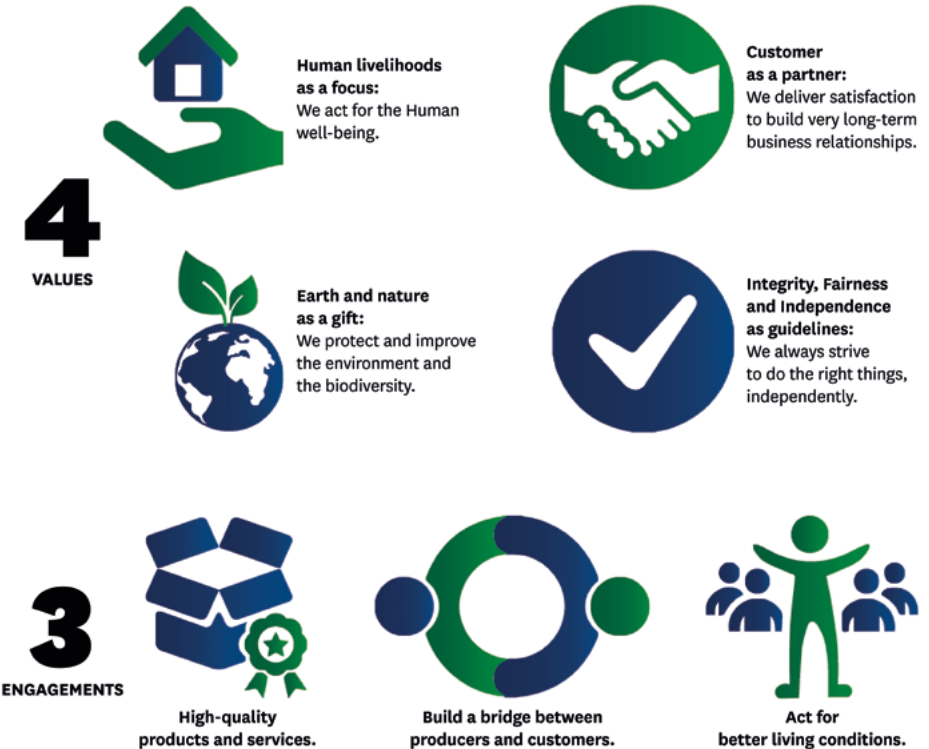 4
VALUES
Human livelihoods
as a focus:
We act for the Human
well-being.
Customer
as a partner:
We deliver satisfaction
to build very long-term
business relationships.
Earth and nature
as a gift:
We protect and improve
the environment and
the biodiversity.
Integrity, Fairness
and Independence
as guidelines:
We always strive
to do the right things,
independently.
3
ENGAGEMENTS
High-quality
products and services.
Build a bridge between
producers and customers.
Act for
better living conditions.